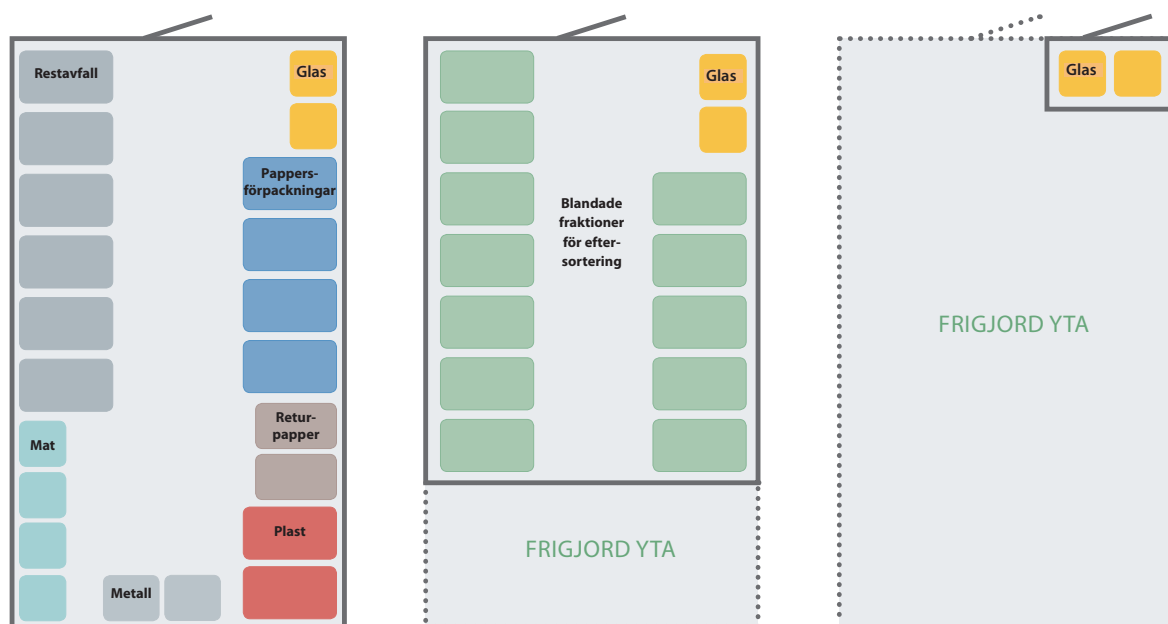 Restavfall
Glas
Pappers-
förpackningar
Retur-
papper
Mat
Plast
Metall
Glas
Blandade
fraktioner
för efter-
sortering
FRIGJORD YTA
Glas
FRIGJORD YTA